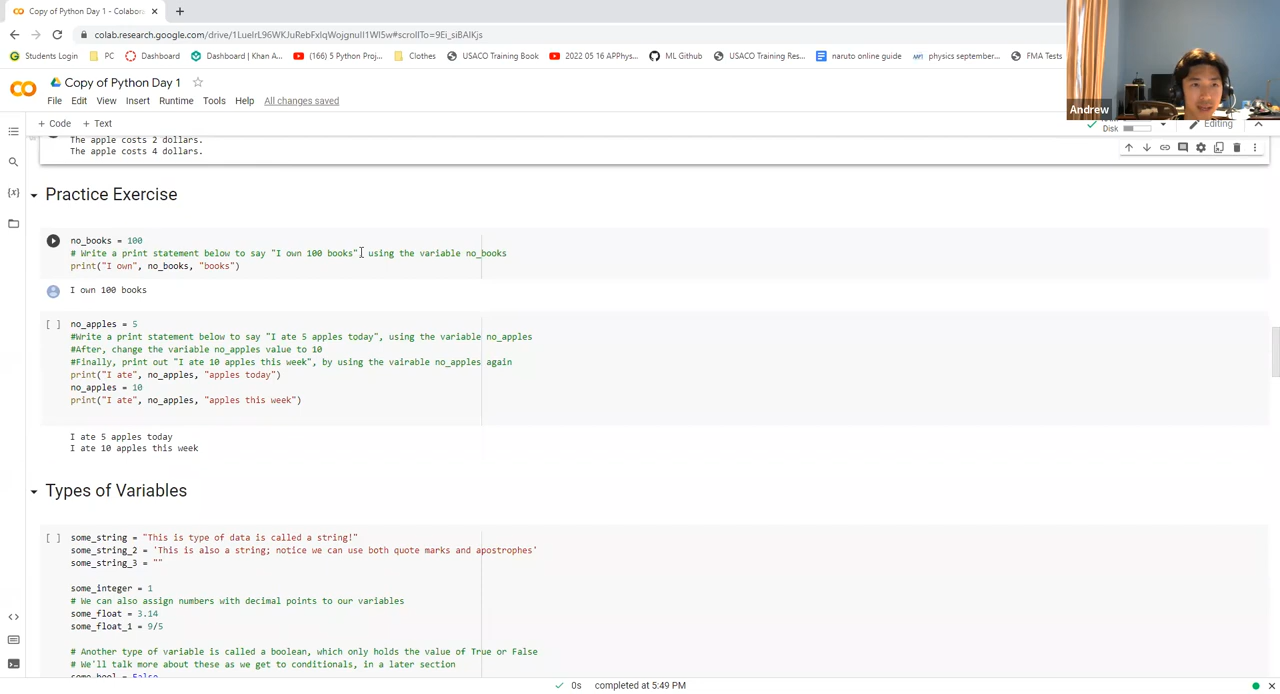 Copy of Python Day 1 - Colabora
colab.research.google.com/drive/1LueIrL96WKJuRebFxIqWojgnuII1Wl5w#scrollTo=9Ei_siBAIKjs
Students Login PC Dashboard Dashboard | Khan A... (166) 5 Python Proj... Clothes USACO Training Book 2022 05 16 APPhys... ML Github USACO Training Res... naruto online guide physics september... FMA Tests
CO Copy of Python Day 1
File Edit View Insert Runtime Tools Help All changes saved
Andrew
+ Code + Text
Disk Editing
The apple costs 2 dollars.
The apple costs 4 dollars.
Practice Exercise
no_books = 100
# Write a print statement below to say "I own 100 books", using the variable no_books
print("I own", no_books, "books")
I own 100 books
[ ] no_apples = 5
#Write a print statement below to say "I ate 5 apples today", using the variable no_apples
#After, change the variable no_apples value to 10
#Finally, print out "I ate 10 apples this week", by using the vairable no_apples again
print("I ate", no_apples, "apples today")
no_apples = 10
print("I ate", no_apples, "apples this week")
I ate 5 apples today
I ate 10 apples this week
Types of Variables
[ ] some_string = "This is type of data is called a string!"
some_string_2 = 'This is also a string; notice we can use both quote marks and apostrophes'
some_string_3 = ""
some_integer = 1
# We can also assign numbers with decimal points to our variables
some_float = 3.14
some_float_1 = 9/5
# Another type of variable is called a boolean, which only holds the value of True or False
# We'll talk more about these as we get to conditionals, in a later section
some_bool = False
0s completed at 5:49 PM